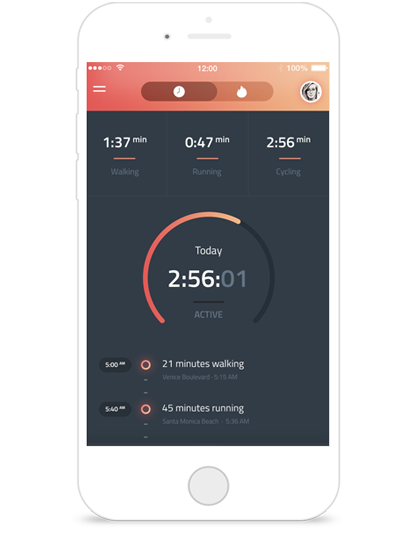 12:00
100%
1:37 min 0:47 min 2:56 min
Walking Running Cycling
Today
2:56:01
ACTIVE
5:00 AM 21 minutes walking
Venice Boulevard · 5:15 AM
5:40 AM 45 minutes running
Santa Monica Beach · 5:36 AM